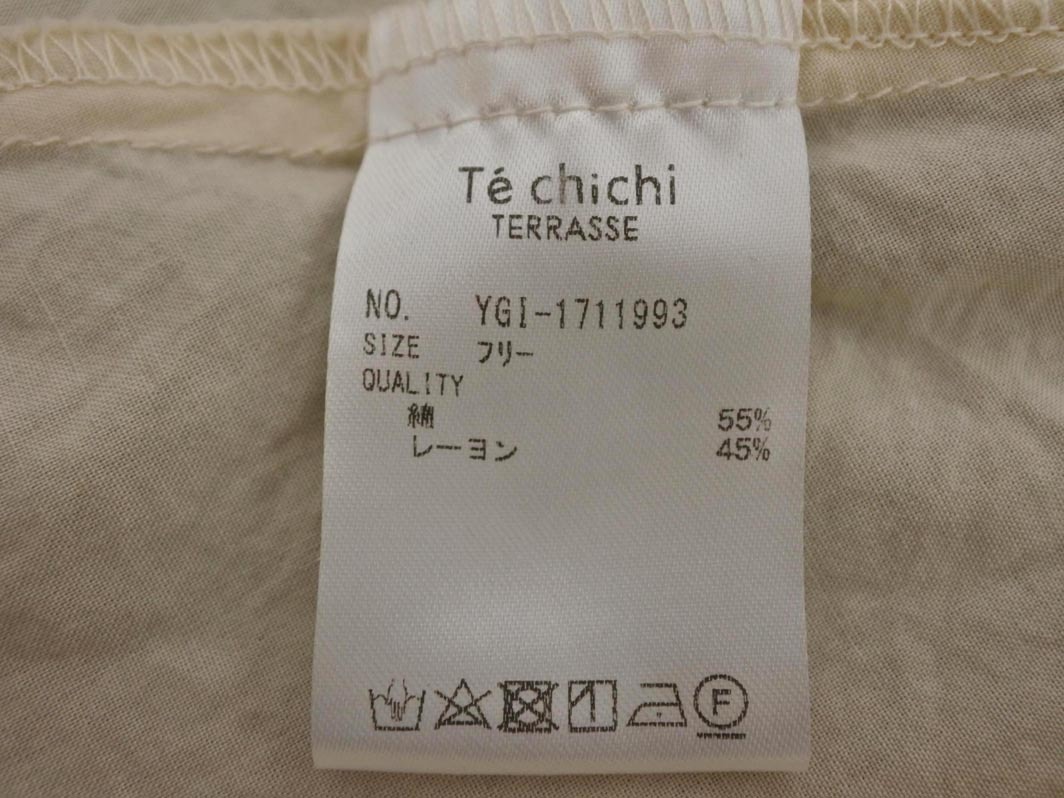 Té chichi
TERRASSE
NO. YGI-1711993
SIZE フリー
QUALITY
綿 55%
レーヨン 45%
F